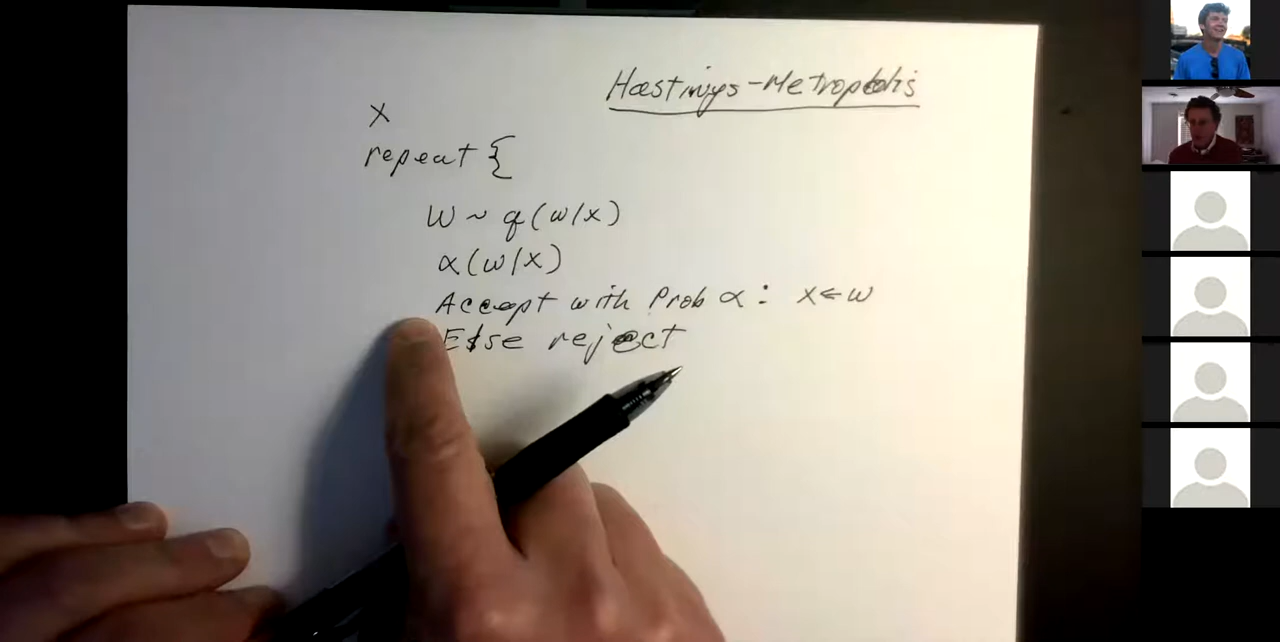 Hastings-Metropolis
x
repeat {
w ~ q(w/x)
α(w/x)
Accept with Prob α: x ← w
Else reject